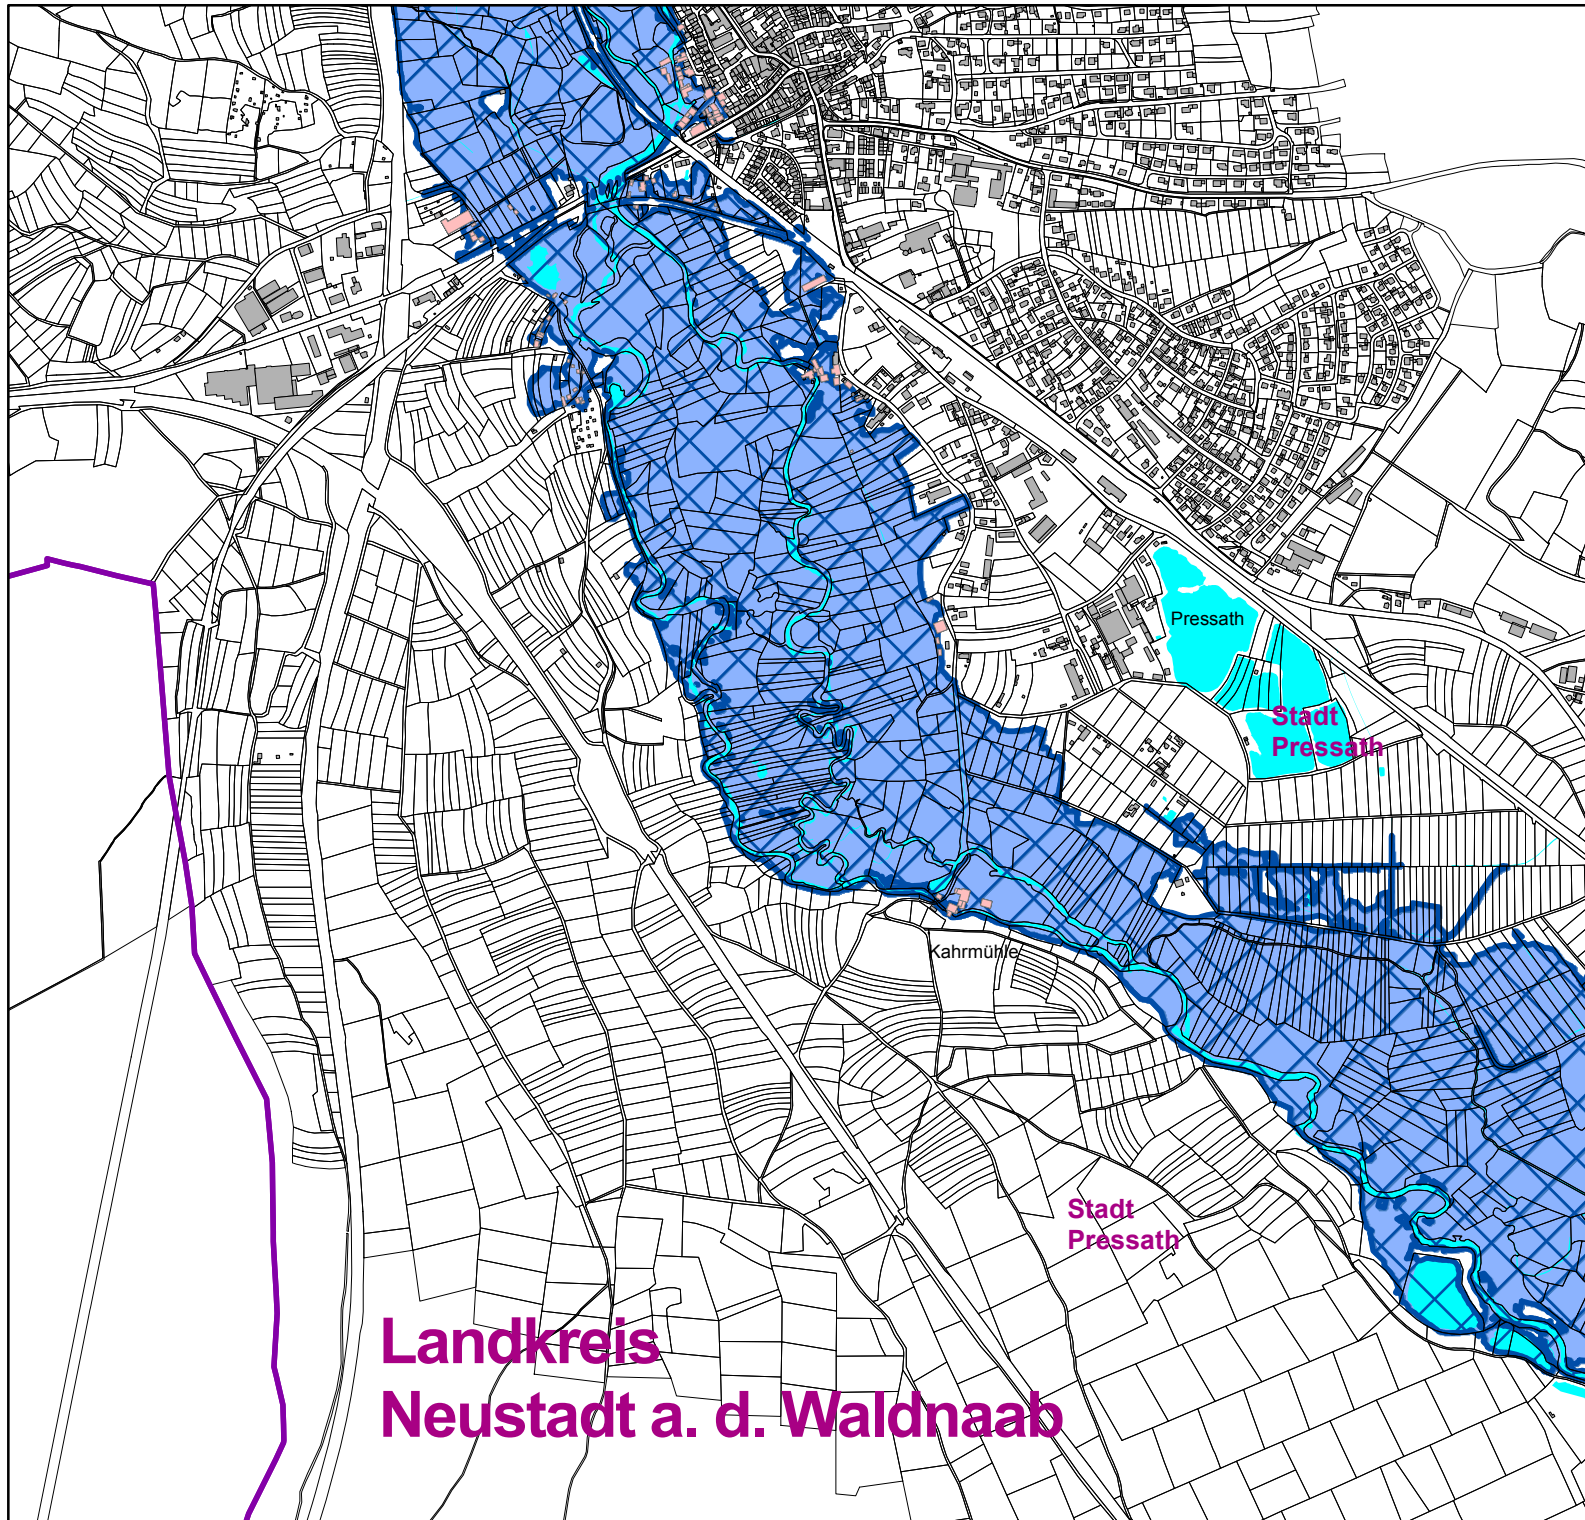 Pressath
Stadt
Pressath
Kahrmühle
Stadt
Pressath
Landkreis
Neustadt a. d. Waldnaab